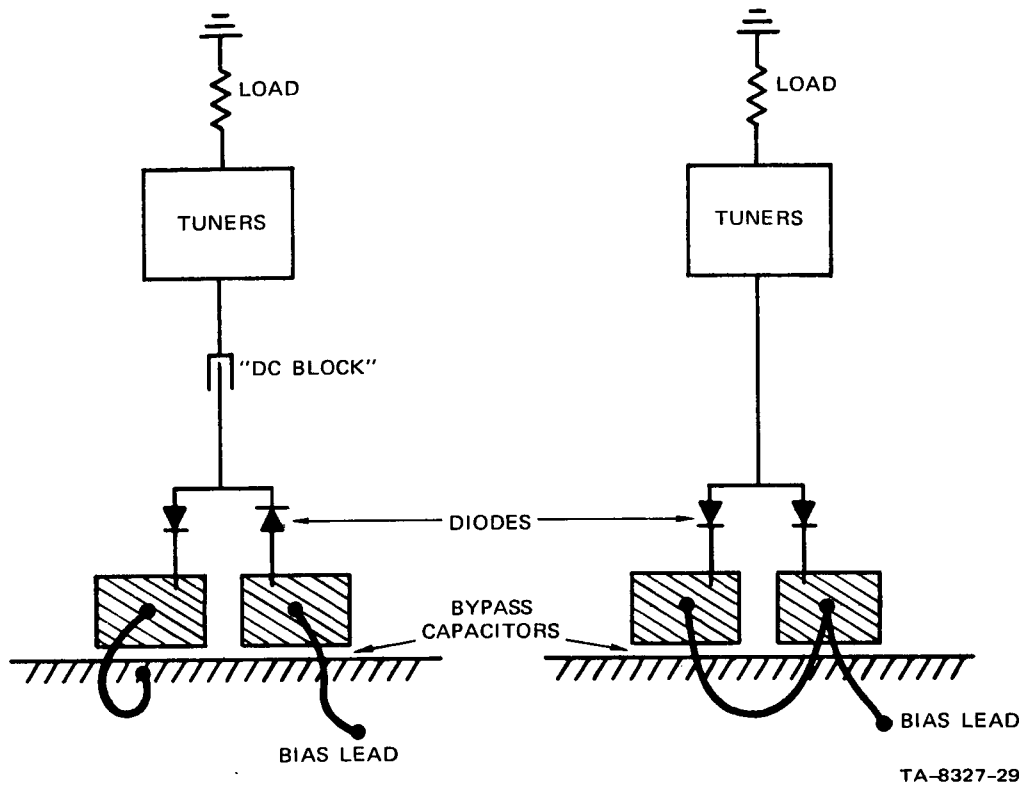 LOAD
LOAD
TUNERS
TUNERS
"DC BLOCK"
DIODES
BYPASS
CAPACITORS
BIAS LEAD
BIAS LEAD
TA-8327-29